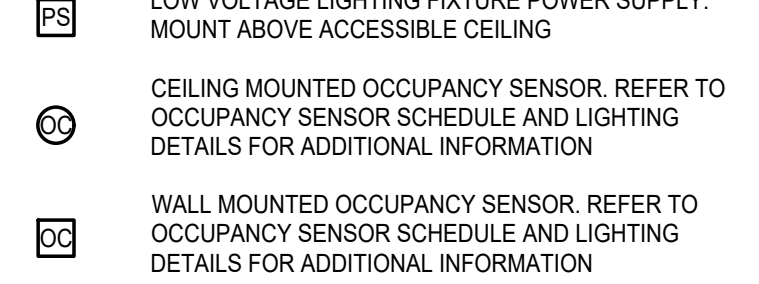 LOW VOLTAGE LIGHTING FIXTURE POWER SUPPLY.
PS
MOUNT ABOVE ACCESSIBLE CEILING
CEILING MOUNTED OCCUPANCY SENSOR. REFER TO
OC OCCUPANCY SENSOR SCHEDULE AND LIGHTING
DETAILS FOR ADDITIONAL INFORMATION
WALL MOUNTED OCCUPANCY SENSOR. REFER TO
OC OCCUPANCY SENSOR SCHEDULE AND LIGHTING
DETAILS FOR ADDITIONAL INFORMATION